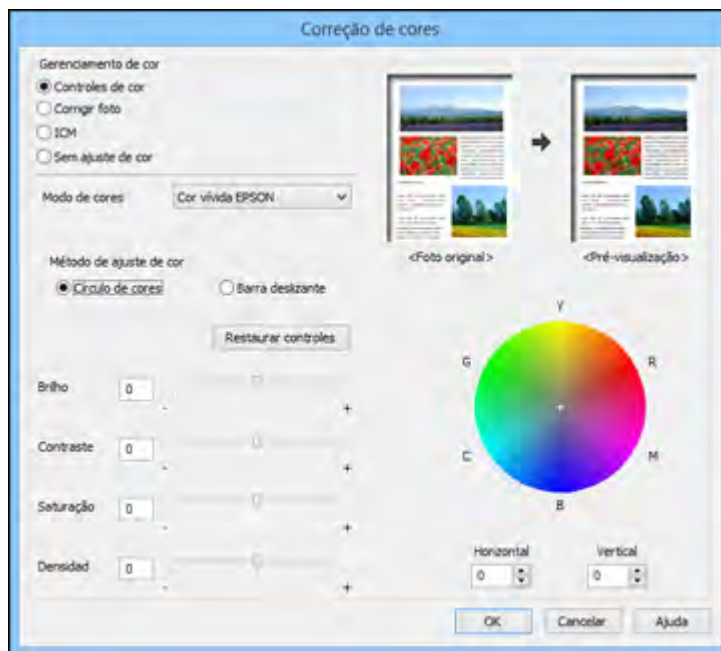 Correção de cores
Gerenciamento de cor
Controles de cor
Corrigir foto
ICM
Sem ajuste de cor
Modo de cores Cor vívida EPSON
Método de ajuste de cor
Círculo de cores Barra deslizante
Restaurar controles
Brilho 0
- +
Contraste 0
- +
Saturação 0
- +
Densidad 0
- +
<Foto original> <Pré-visualização>
Y
G R
C M
B
Horizontal Vertical
0 0
OK Cancelar Ajuda